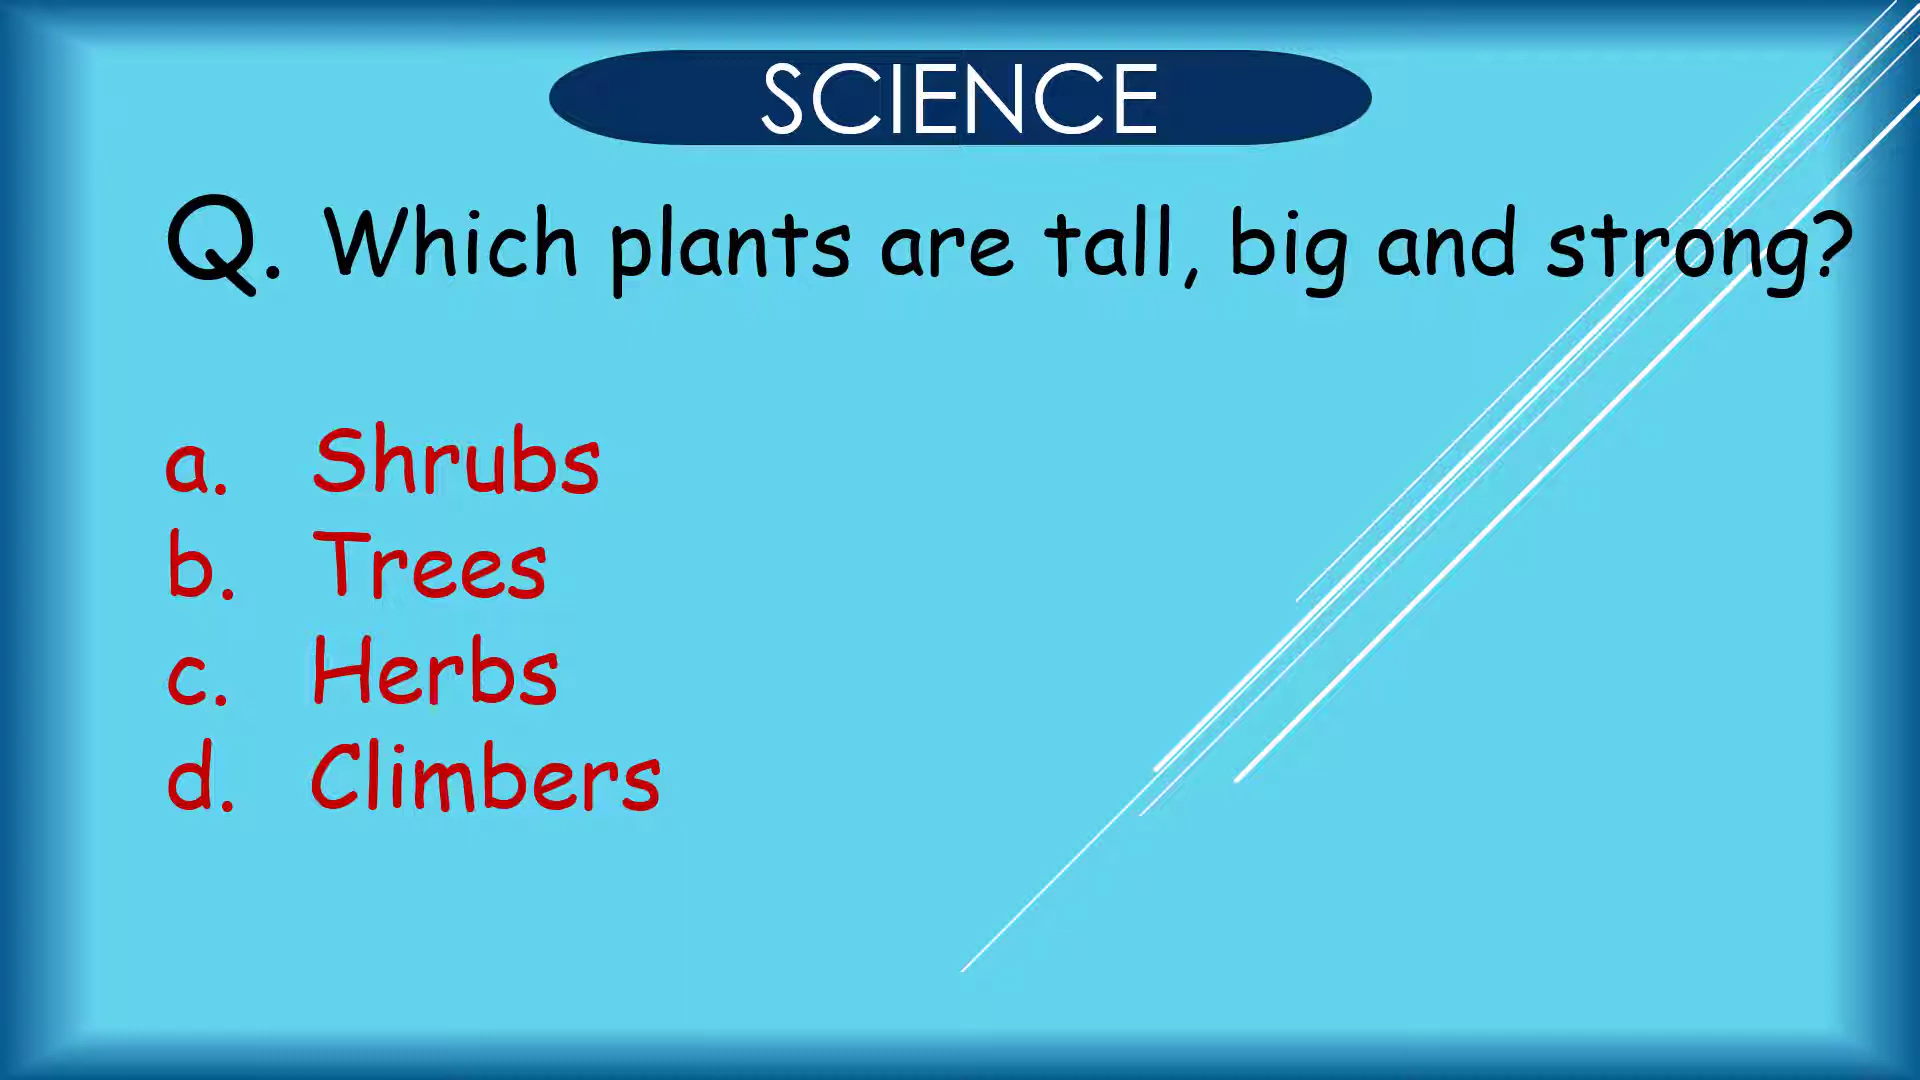 SCIENCE
Q. Which plants are tall, big and strong?
a. Shrubs
b. Trees
c. Herbs
d. Climbers